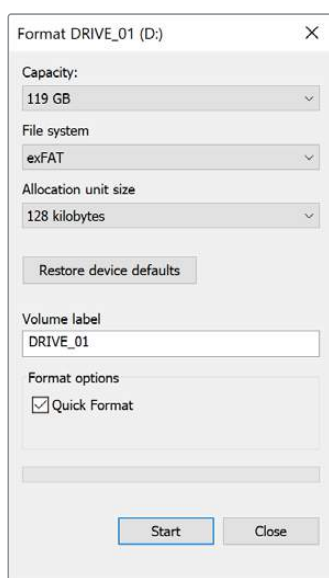 Format DRIVE_01 (D:)
Capacity:
119 GB
File system
exFAT
Allocation unit size
128 kilobytes
Restore device defaults
Volume label
DRIVE_01
Format options
Quick Format
Start Close